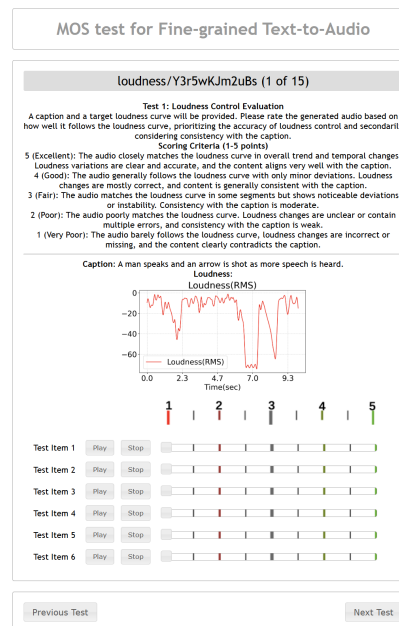 MOS test for Fine-grained Text-to-Audio
loudness/Y3r5wKJm2uBs (1 of 15)
Test 1: Loudness Control Evaluation
A caption and a target loudness curve will be provided. Please rate the generated audio based on
how well it follows the loudness curve, prioritizing the accuracy of loudness control and secondaril
considering consistency with the caption.
Scoring Criteria (1-5 points)
5 (Excellent): The audio closely matches the loudness curve in overall trend and temporal changes
Loudness variations are clear and accurate, and the content aligns very well with the caption.
4 (Good): The audio generally follows the loudness curve with only minor deviations. Loudness
changes are mostly correct, and content is generally consistent with the caption.
3 (Fair): The audio matches the loudness curve in some segments but shows noticeable deviations
or instability. Consistency with the caption is moderate.
2 (Poor): The audio poorly matches the loudness curve. Loudness changes are unclear or contain
multiple errors, and consistency with the caption is weak.
1 (Very Poor): The audio barely follows the loudness curve, loudness changes are incorrect or
missing, and the content clearly contradicts the caption.
Caption: A man speaks and an arrow is shot as more speech is heard.
Loudness:
Loudness(RMS)
0
−20
−40
−60
Loudness(RMS)
0.0 2.3 4.7 7.0 9.3
Time(sec)
1 2 3 4 5
Test Item 1 Play Stop
Test Item 2 Play Stop
Test Item 3 Play Stop
Test Item 4 Play Stop
Test Item 5 Play Stop
Test Item 6 Play Stop
Previous Test Next Test